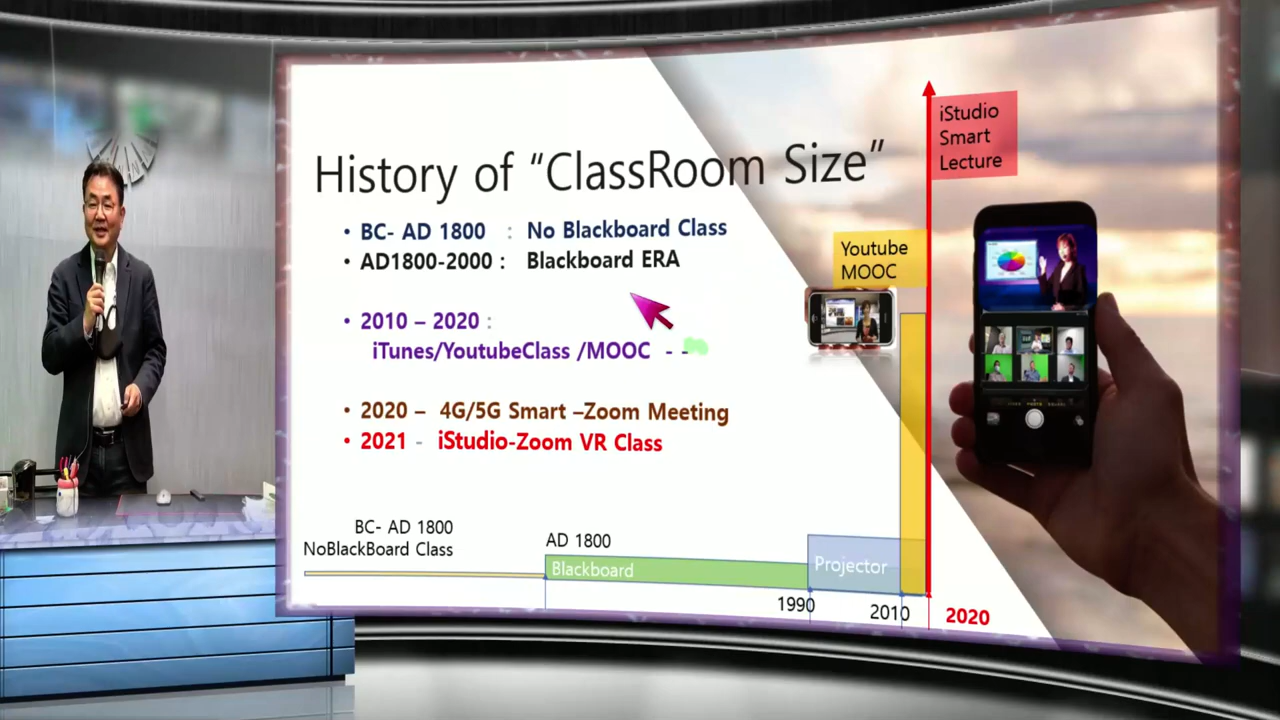 History of “ClassRoom Size”
• BC- AD 1800 : No Blackboard Class
• AD1800-2000 : Blackboard ERA
• 2010 – 2020 :
iTunes/YoutubeClass /MOOC - -
• 2020 – 4G/5G Smart –Zoom Meeting
• 2021 - iStudio-Zoom VR Class
iStudio
Smart
Lecture
Youtube
MOOC
BC- AD 1800
NoBlackBoard Class
AD 1800
Blackboard
Projector
1990
2010
2020